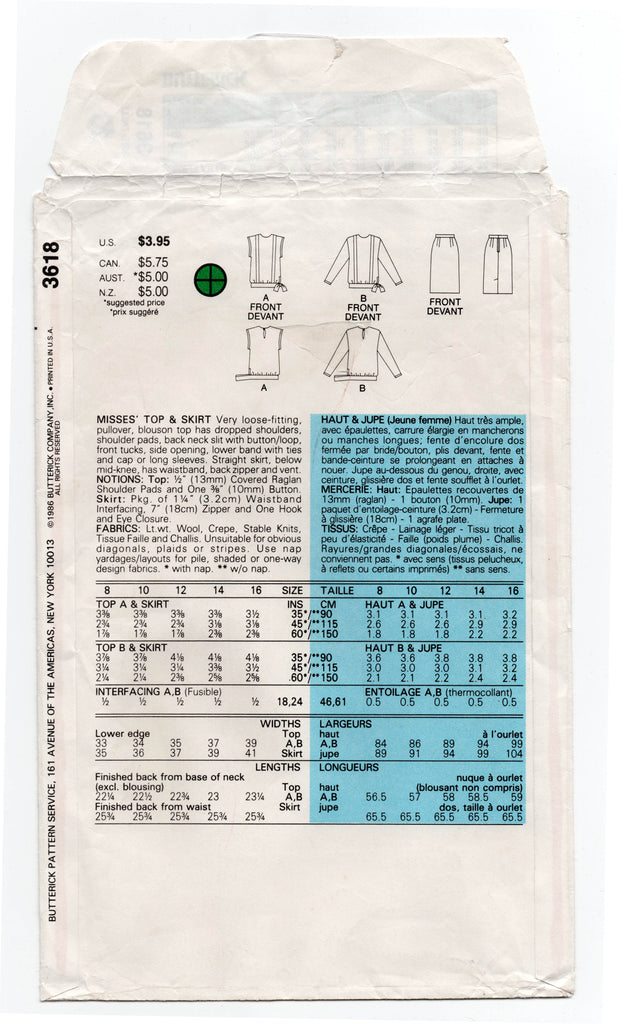 3618
©1986 BUTTERICK COMPANY, INC. • PRINTED IN U.S.A.
ALL RIGHTS RESERVED
BUTTERICK PATTERN SERVICE, 161 AVENUE OF THE AMERICAS, NEW YORK, NEW YORK 10013
U.S. $3.95
CAN. $5.75
AUST. *$5.00
N.Z. $5.00
*suggested price
*prix suggéré
A
FRONT
DEVANT
B
FRONT
DEVANT
FRONT
DEVANT
A
B
MISSES' TOP & SKIRT Very loose-fitting,
pullover, blouson top has dropped shoulders,
shoulder pads, back neck slit with button/loop,
front tucks, side opening, lower band with ties
and cap or long sleeves. Straight skirt, below
mid-knee, has waistband, back zipper and vent.
NOTIONS: Top: ½" (13mm) Covered Raglan
Shoulder Pads and One ⅜" (10mm) Button.
Skirt: Pkg. of 1¼" (3.2cm) Waistband
Interfacing, 7" (18cm) Zipper and One Hook
and Eye Closure.
FABRICS: Lt.wt. Wool, Crepe, Stable Knits,
Tissue Faille and Challis. Unsuitable for obvious
diagonals, plaids or stripes. Use nap
yardages/layouts for pile, shaded or one-way
design fabrics. * with nap. ** w/o nap.
HAUT & JUPE (Jeune femme) Haut très ample,
avec épaulettes, carrure élargie en mancherons
ou manches longues; fente d'encolure dos
fermée par bride/bouton, plis devant, fente et
bande-ceinture se prolongeant en attaches à
nouer. Jupe au-dessous du genou, droite, avec
ceinture, glissière dos et fente soufflet à l'ourlet.
MERCERIE: Haut: Epaulettes recouvertes de
13mm (raglan) - 1 bouton (10mm). Jupe: 1
paquet d'entoilage-ceinture (3.2cm) - Fermeture
à glissière (18cm) - 1 agrafe plate.
TISSUS: Crêpe - Lainage léger - Tissu tricot à
peu d'élasticité - Faille (poids plume) - Challis.
Rayures/grandes diagonales/écossais, ne
conviennent pas. * avec sens (tissus pelucheux,
à reflets ou certains imprimés) ** sans sens.
8 10 12 14 16 SIZE TAILLE 8 10 12 14 16
TOP A & SKIRT INS CM HAUT A & JUPE
3⅜ 3⅜ 3⅜ 3⅜ 3½ 35*/**90 3.1 3.1 3.1 3.1 3.2
2¾ 2¾ 2¾ 3⅛ 3⅛ 45*/**115 2.6 2.6 2.6 2.9 2.9
1⅞ 1⅞ 1⅞ 2⅜ 2⅜ 60*/**150 1.8 1.8 1.8 2.2 2.2
TOP B & SKIRT HAUT B & JUPE
3⅞ 3⅞ 4⅛ 4⅛ 4⅛ 35*/**90 3.6 3.6 3.8 3.8 3.8
3¼ 3¼ 3¼ 3⅜ 3½ 45*/**115 3.0 3.0 3.0 3.1 3.2
2¼ 2¼ 2⅜ 2⅝ 2⅝ 60*/**150 2.1 2.1 2.2 2.4 2.4
INTERFACING A,B (Fusible) ENTOILAGE A,B (thermocollant)
½ ½ ½ ½ ½ 18,24 46,61 0.5 0.5 0.5 0.5 0.5
WIDTHS LARGEURS
Lower edge Top haut à l'ourlet
33 34 35 37 39 A,B A,B 84 86 89 94 99
35 36 37 39 41 Skirt jupe 89 91 94 99 104
LENGTHS LONGUEURS
Finished back from base of neck nuque à ourlet
(excl. blousing) Top haut (blousant non compris)
22¼ 22½ 22¾ 23 23¼ A,B A,B 56.5 57 58 58.5 59
Finished back from waist Skirt jupe dos, taille à ourlet
25¾ 25¾ 25¾ 25¾ 25¾ 65.5 65.5 65.5 65.5 65.5